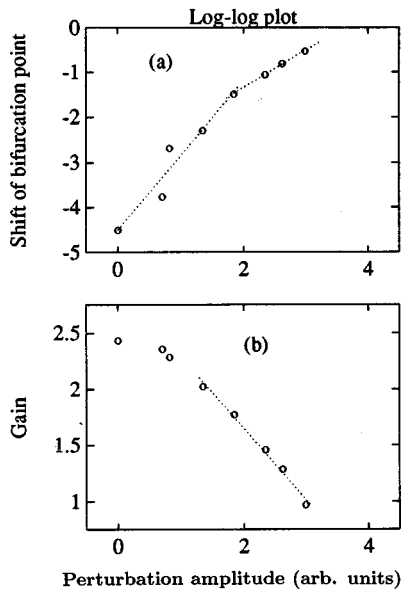 Log-log plot
0
-1
-2
-3
-4
-5
Shift of bifurcation point
(a)
0 2 4
2.5
2
1.5
1
Gain
(b)
0 2 4
Perturbation amplitude (arb. units)